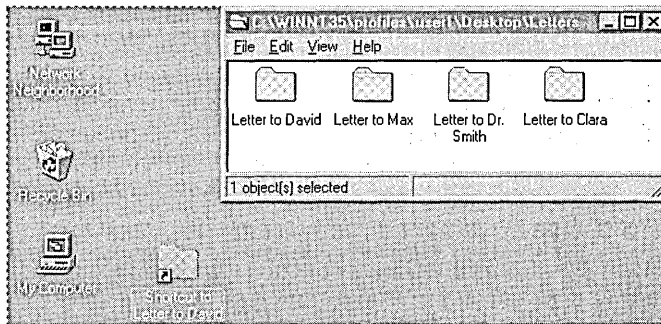 C:\WINNT35\profiles\user1\Desktop\Letters
File Edit View Help
Letter to David Letter to Max Letter to Dr. Smith Letter to Clara
1 object(s) selected
Network
Neighborhood
Recycle Bin
My Computer
Shortcut to
Letter to David